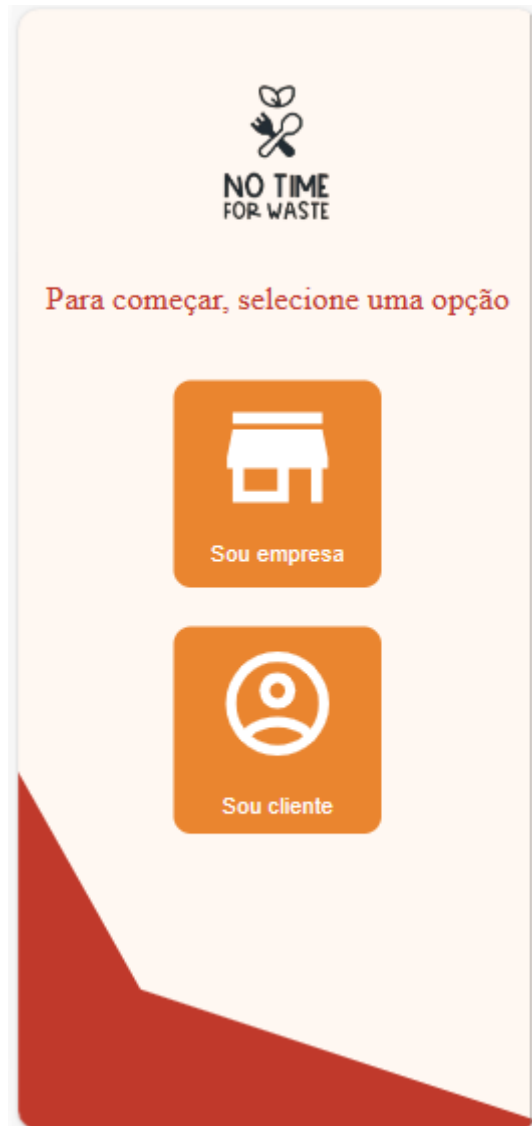 NO TIME
FOR WASTE
Para começar, selecione uma opção
Sou empresa
Sou cliente